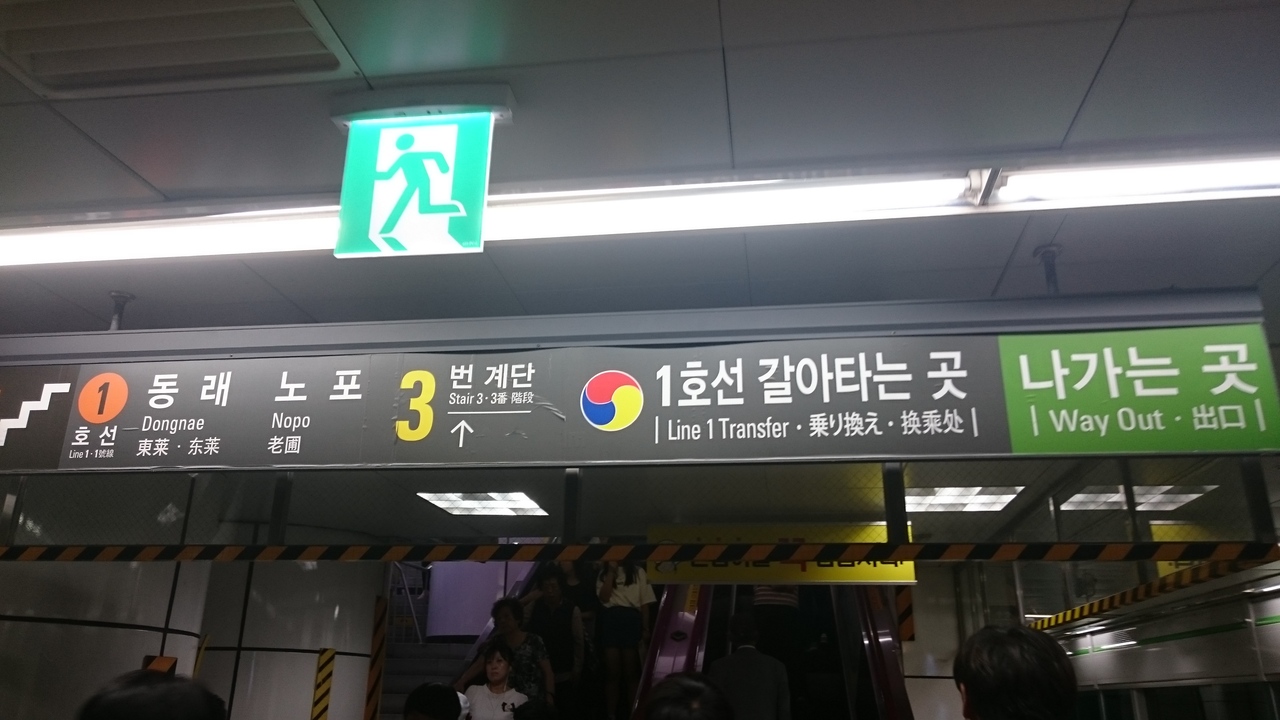 1
호선
Line 1 · 1號線
동래 노포
Dongnae Nopo
東莱 · 东莱 老圃
3
번 계단
Stair 3 · 3番 階段
↑
1호선 갈아타는 곳
| Line 1 Transfer · 乗り換え · 换乘处 |
나가는 곳
| Way Out · 出口 |